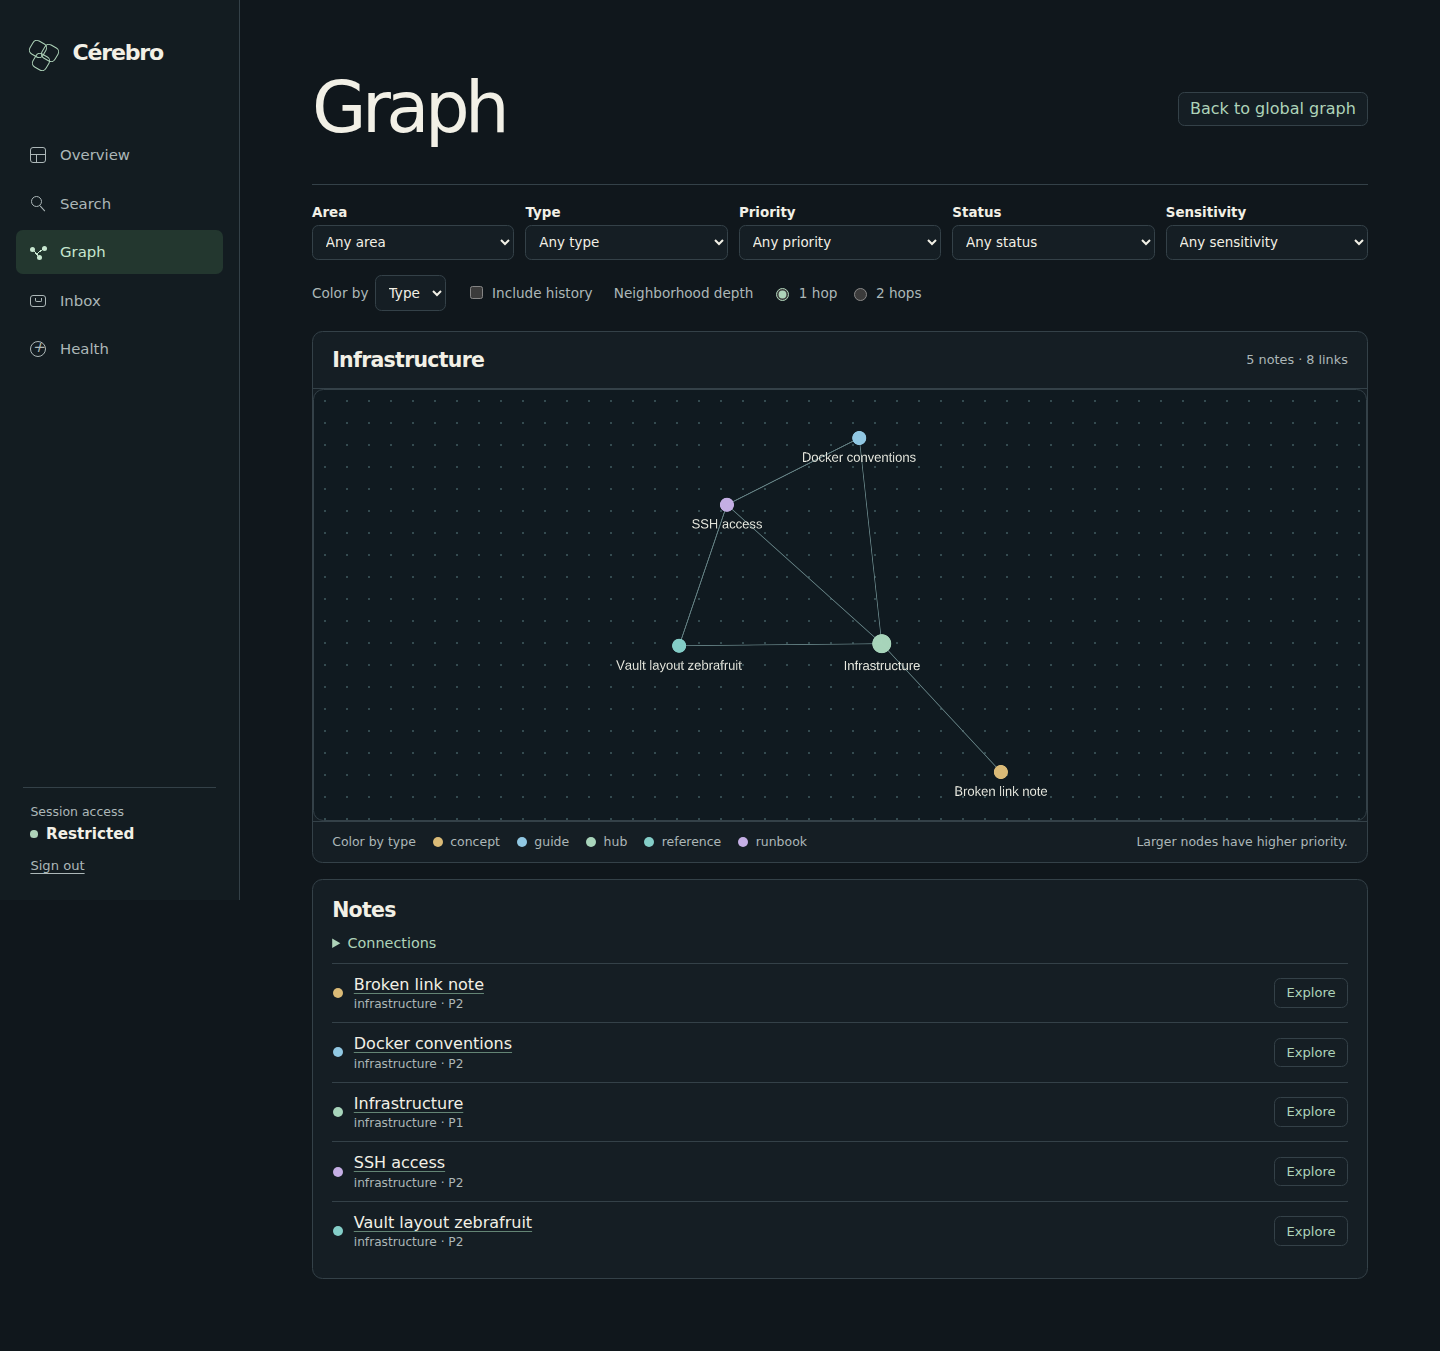 Cérebro
Overview
Search
Graph
Inbox
Health
Session access
Restricted
Sign out
Graph
Back to global graph
Area
Type
Priority
Status
Sensitivity
Any area
Any type
Any priority
Any status
Any sensitivity
Color by
Type
Include history
Neighborhood depth
1 hop
2 hops
Infrastructure
5 notes · 8 links
Docker conventions
SSH access
Vault layout zebrafruit
Infrastructure
Broken link note
Color by type
concept
guide
hub
reference
runbook
Larger nodes have higher priority.
Notes
Connections
Broken link note
infrastructure · P2
Explore
Docker conventions
infrastructure · P2
Explore
Infrastructure
infrastructure · P1
Explore
SSH access
infrastructure · P2
Explore
Vault layout zebrafruit
infrastructure · P2
Explore